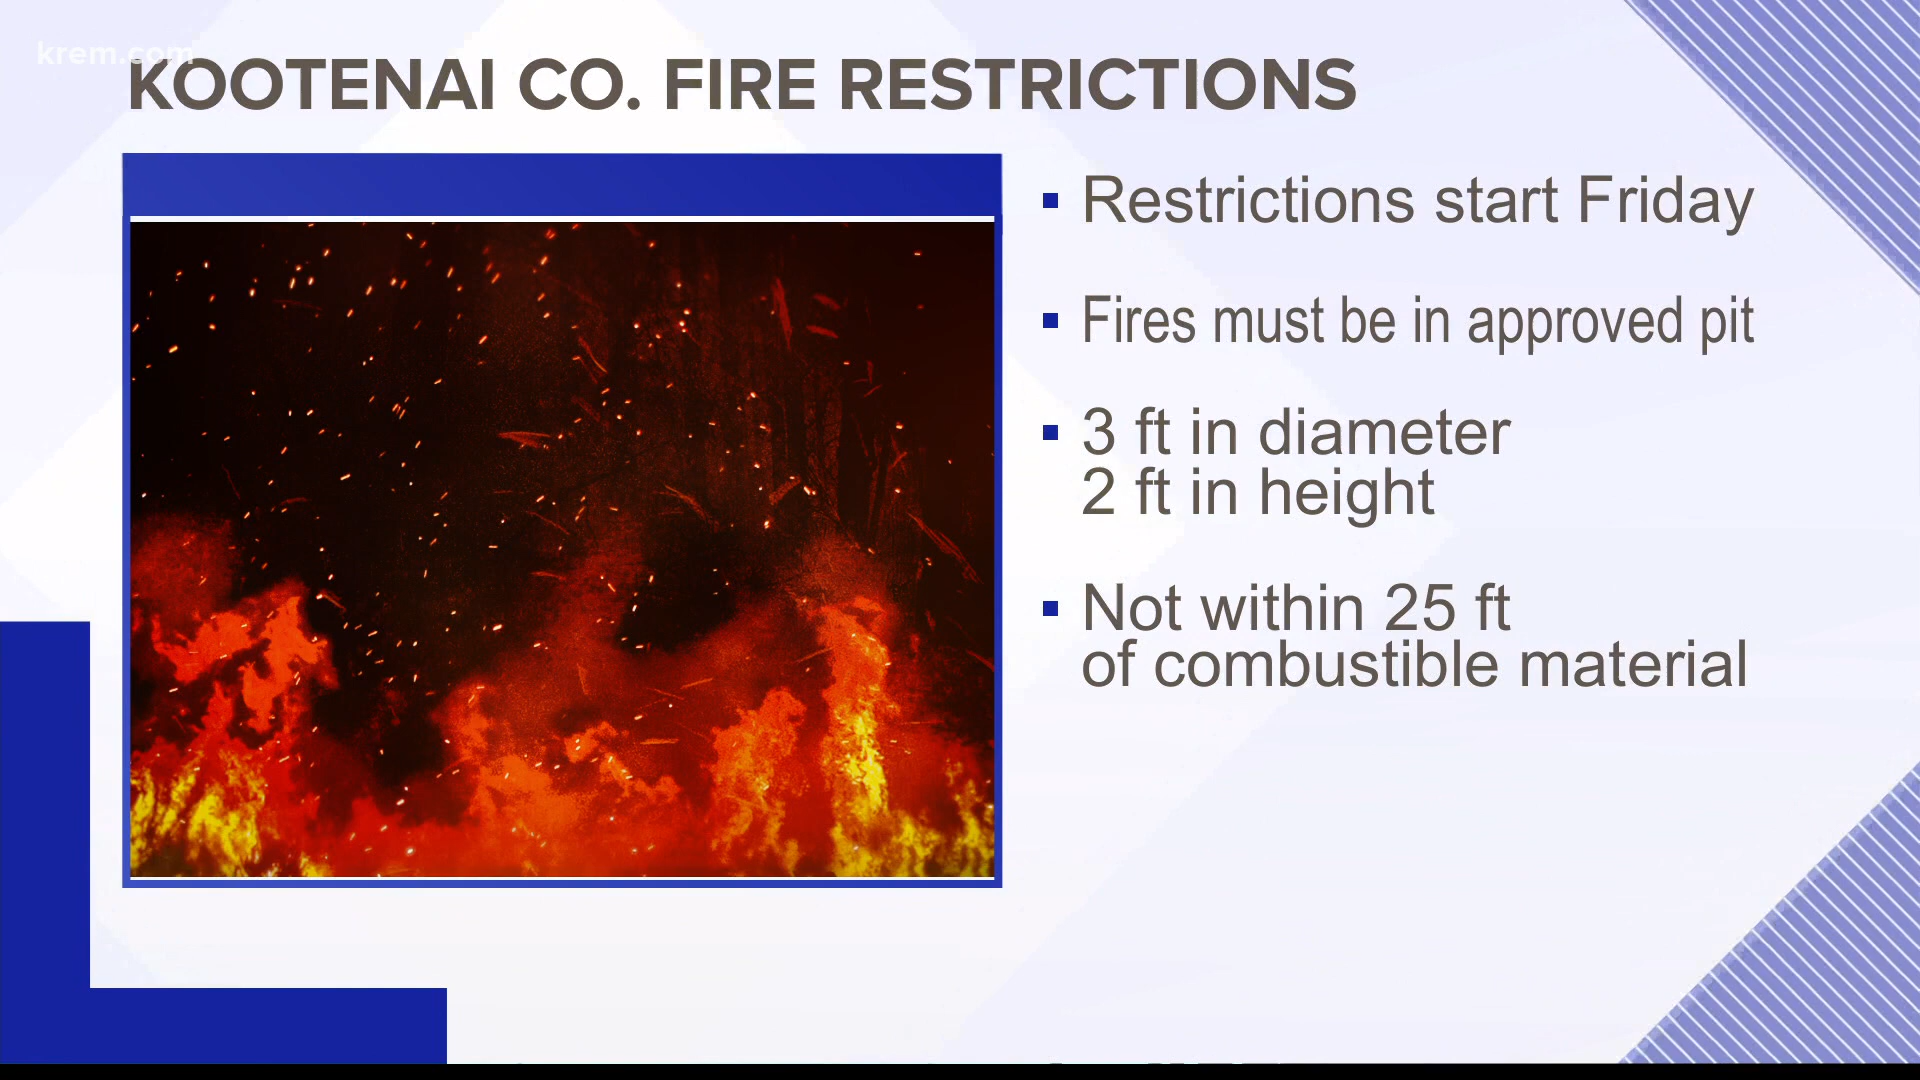 krem.com
KOOTENAI CO. FIRE RESTRICTIONS
Restrictions start Friday
Fires must be in approved pit
3 ft in diameter
2 ft in height
Not within 25 ft
of combustible material